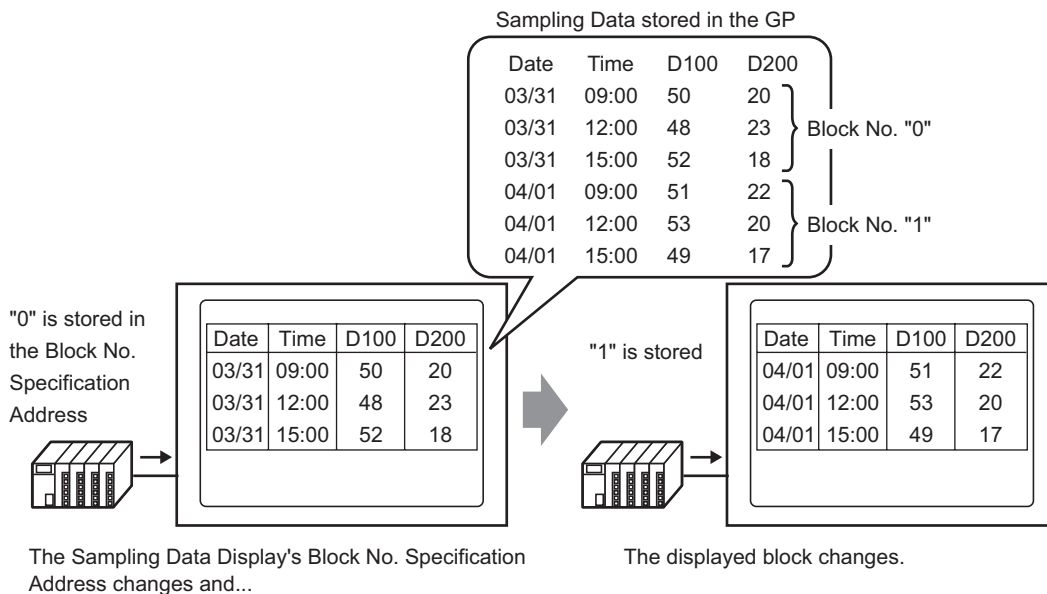 Sampling Data stored in the GP
Date Time D100 D200
03/31 09:00 50 20
03/31 12:00 48 23
03/31 15:00 52 18
Block No. "0"
04/01 09:00 51 22
04/01 12:00 53 20
04/01 15:00 49 17
Block No. "1"
"0" is stored in
the Block No.
Specification
Address
Date Time D100 D200
03/31 09:00 50 20
03/31 12:00 48 23
03/31 15:00 52 18
"1" is stored
Date Time D100 D200
04/01 09:00 51 22
04/01 12:00 53 20
04/01 15:00 49 17
The Sampling Data Display's Block No. Specification
Address changes and...
The displayed block changes.